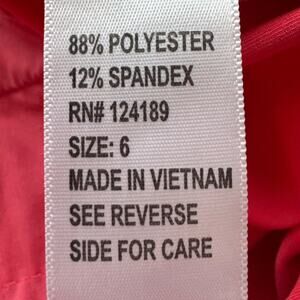 88% POLYESTER
12% SPANDEX
RN# 124189
SIZE: 6
MADE IN VIETNAM
SEE REVERSE
SIDE FOR CARE